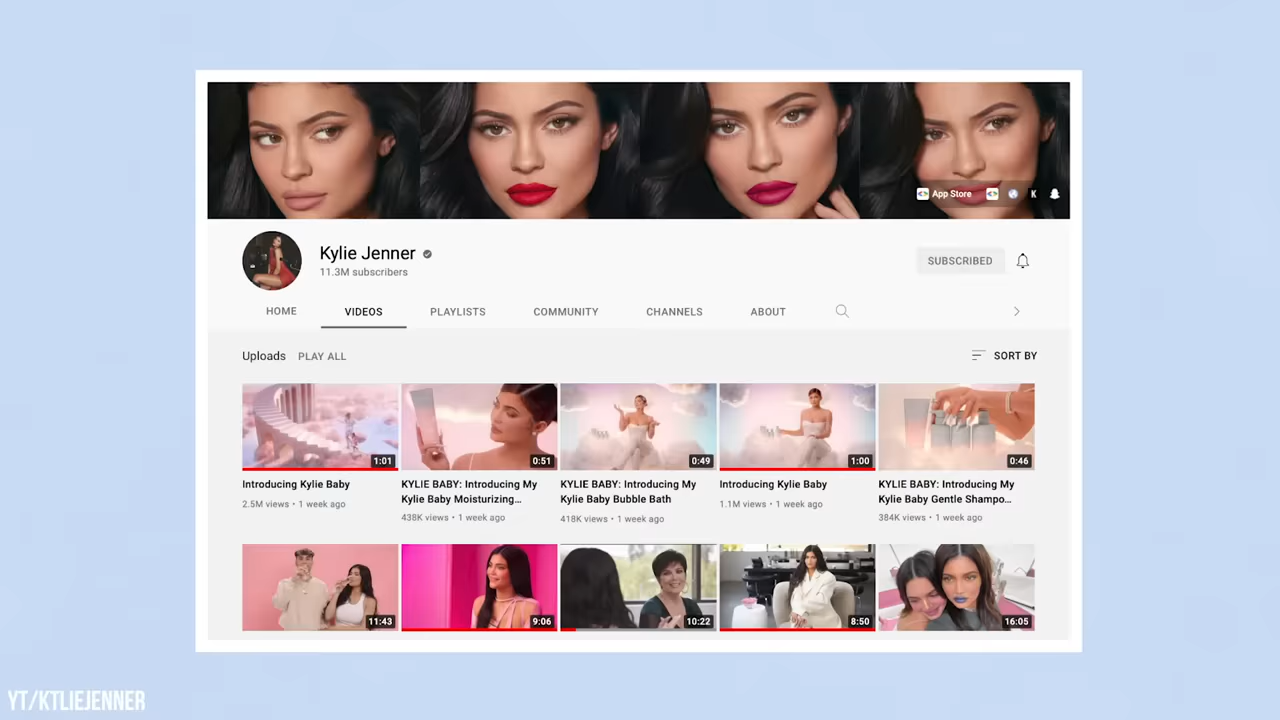 App Store
K
Kylie Jenner
11.3M subscribers
SUBSCRIBED
HOME VIDEOS PLAYLISTS COMMUNITY CHANNELS ABOUT
Uploads PLAY ALL SORT BY
1:01 0:51 0:49 1:00 0:46
Introducing Kylie Baby
2.5M views • 1 week ago
KYLIE BABY: Introducing My
Kylie Baby Moisturizing...
438K views • 1 week ago
KYLIE BABY: Introducing My
Kylie Baby Bubble Bath
418K views • 1 week ago
Introducing Kylie Baby
1.1M views • 1 week ago
KYLIE BABY: Introducing My
Kylie Baby Gentle Shampo...
384K views • 1 week ago
11:43 9:06 10:22 8:50 16:05
YT/KTLIEJENNER